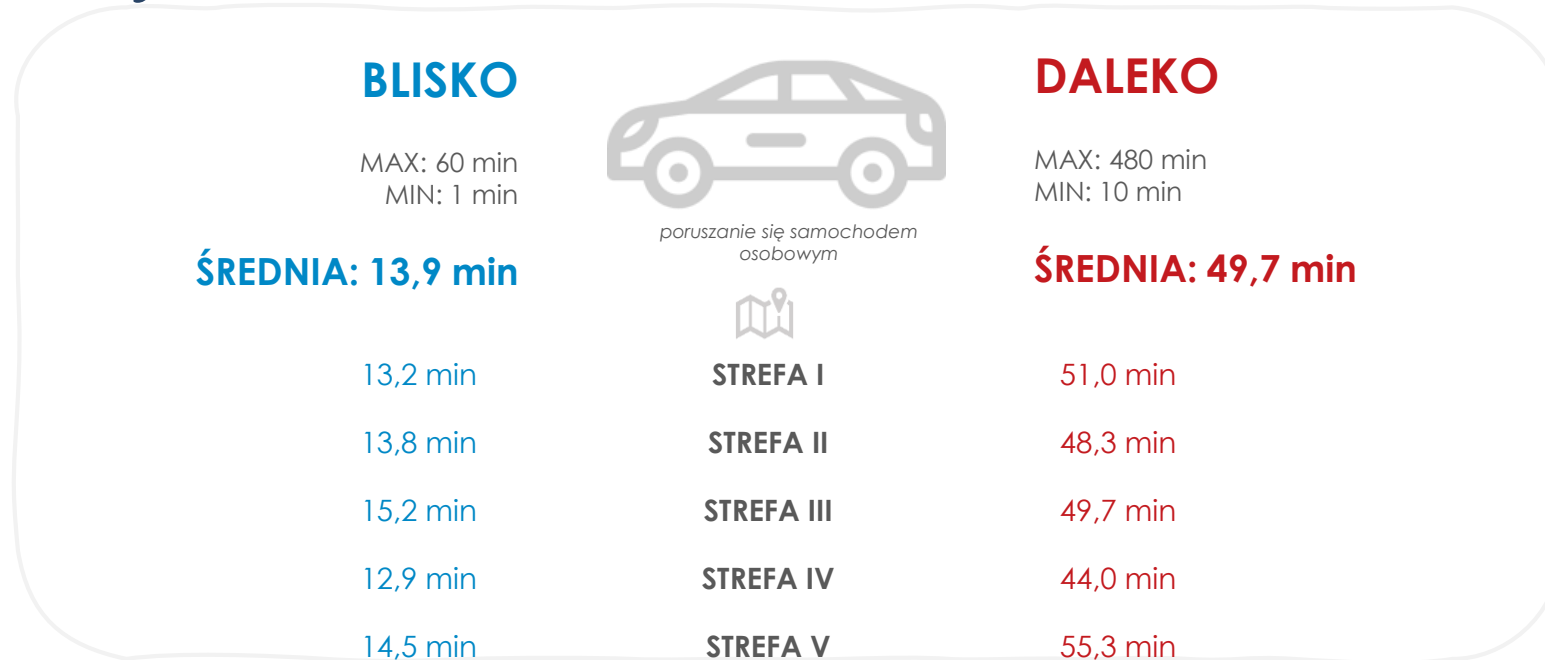 BLISKO
DALEKO
MAX: 60 min
MIN: 1 min
MAX: 480 min
MIN: 10 min
poruszanie się samochodem
osobowym
ŚREDNIA: 13,9 min
ŚREDNIA: 49,7 min
13,2 min STREFA I 51,0 min
13,8 min STREFA II 48,3 min
15,2 min STREFA III 49,7 min
12,9 min STREFA IV 44,0 min
14,5 min STREFA V 55,3 min